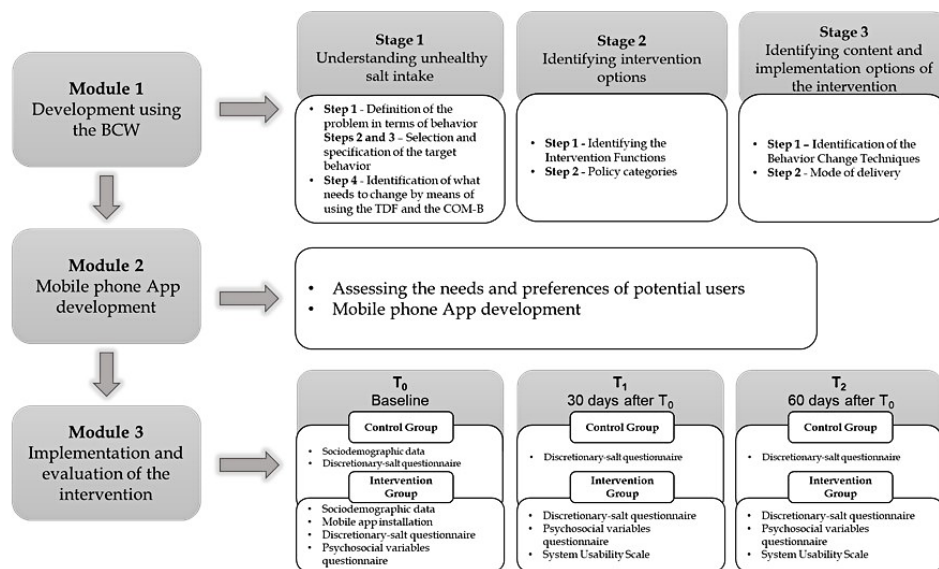 Module 1
Development using
the BCW
Stage 1
Understanding unhealthy
salt intake
• Step 1 - Definition of the
problem in terms of behavior
Steps 2 and 3 – Selection and
specification of the target
behavior
• Step 4 - Identification of what
needs to change by means of
using the TDF and the COM-B
Stage 2
Identifying intervention
options
• Step 1 - Identifying the
Intervention Functions
• Step 2 - Policy categories
Stage 3
Identifying content and
implementation options of
the intervention
• Step 1 – Identification of the
Behavior Change Techniques
• Step 2 - Mode of delivery
Module 2
Mobile phone App
development
• Assessing the needs and preferences of potential users
• Mobile phone App development
Module 3
Implementation and
evaluation of the
intervention
T0
Baseline
Control Group
• Sociodemographic data
• Discretionary-salt questionnaire
Intervention
Group
• Sociodemographic data
• Mobile app installation
• Discretionary-salt questionnaire
• Psychosocial variables
questionnaire
T1
30 days after T0
Control Group
• Discretionary-salt questionnaire
Intervention
Group
• Discretionary-salt questionnaire
• Psychosocial variables
questionnaire
• System Usability Scale
T2
60 days after T0
Control Group
• Discretionary-salt questionnaire
Intervention
Group
• Discretionary-salt questionnaire
• Psychosocial variables
questionnaire
• System Usability Scale